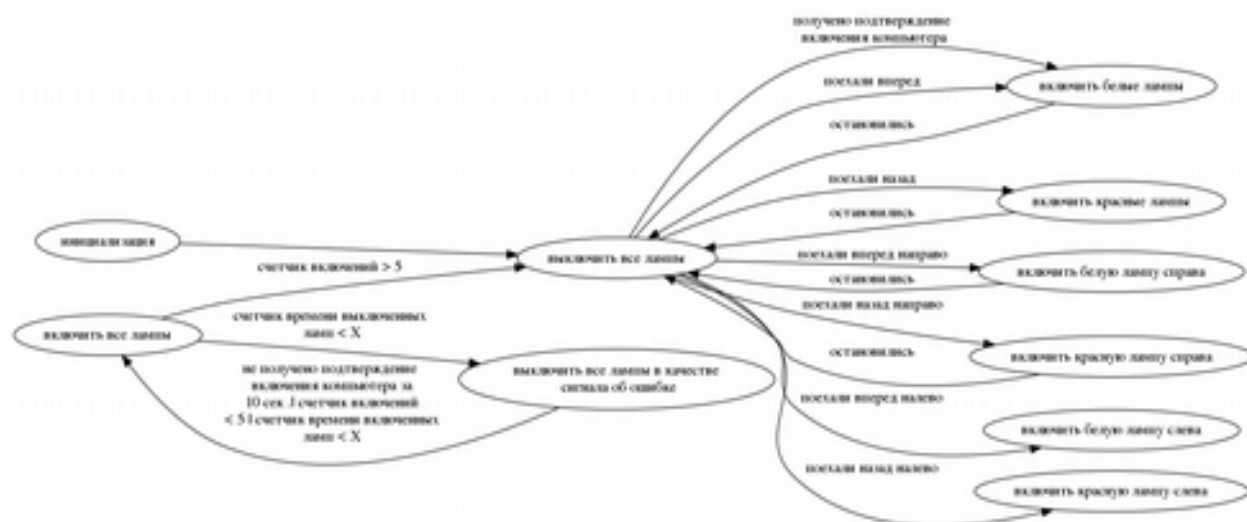 получено подтверждение
включения компьютера
поехали вперед
включить белые лампы
остановились
поехали назад
включить красные лампы
остановились
инициализация
выключить все лампы
счетчик включений > 5
поехали вперед направо
включить белую лампу справа
остановились
поехали назад направо
включить все лампы
счетчик времени выключенных
ламп < X
остановились
включить красную лампу справа
не получено подтверждение
включения компьютера за
10 сек / счетчик включений
< 5 | счетчик времени включенных
ламп < X
выключить все лампы в качестве
сигнала об ошибке
поехали вперед налево
включить белую лампу слева
поехали назад налево
включить красную лампу слева